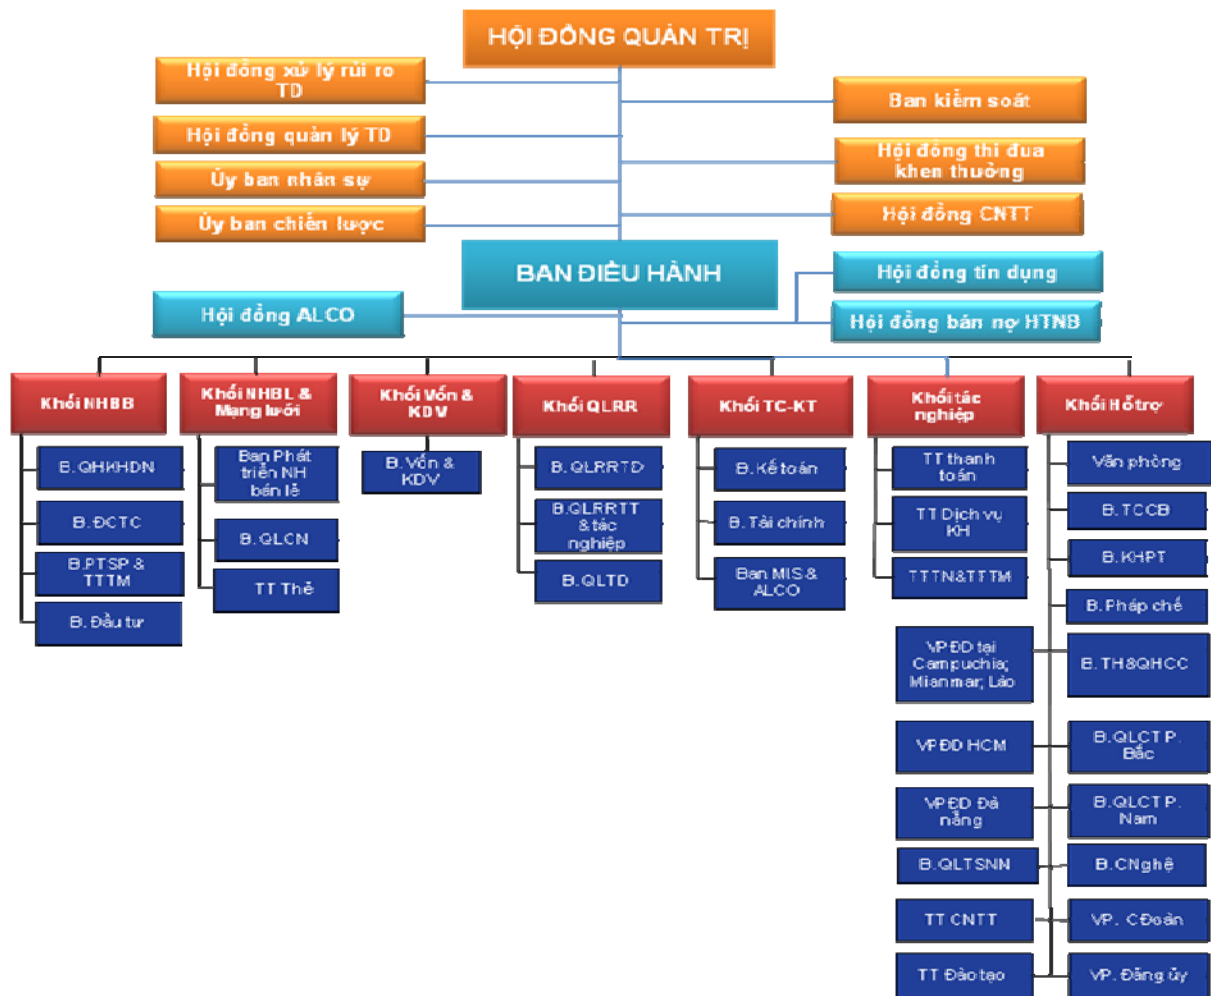 HỘI ĐỒNG QUẢN TRỊ
Hội đồng xử lý rủi ro
TD
Ban kiểm soát
Hội đồng quản lý TD
Hội đồng thi đua
khen thưởng
Ủy ban nhân sự
Ủy ban chiến lược
Hội đồng CNTT
BAN ĐIỀU HÀNH
Hội đồng tín dụng
Hội đồng ALCO
Hội đồng bán nợ HTNB
Khối NHBB
Khối NHBL &
Mạng lưới
Khối Vốn &
KDV
Khối QLRR
Khối TC-KT
Khối tác
nghiệp
Khối Hỗ trợ
B. QHKHDN
B. ĐCTC
B.PTSP &
TTTM
B. Đầu tư
Ban Phát
triển NH
bán lẻ
B. QLCN
TT Thẻ
B. Vốn &
KDV
B. QLRRTD
B.QLRRTT
& tác
nghiệp
B. QLTD
B. Kế toán
B. Tài chính
Ban MIS &
ALCO
TT thanh
toán
TT Dịch vụ
KH
TTTN&TTTM
Văn phòng
B. TCCB
B. KHPT
B. Pháp chế
VPĐD tại
Campuchia;
Mianmar; Lào
B. TH&QHCC
VPĐD HCM
B. QLCT P.
Bắc
VPĐD Đà
nẵng
B. QLCT P.
Nam
B. QLTSNN
B. CNghệ
TT CNTT
VP. CĐoàn
TT Đào tạo
VP. Đảng ủy